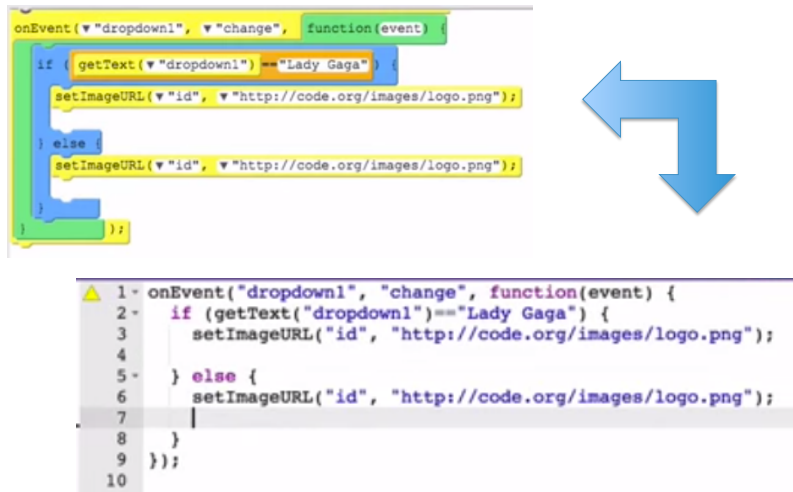 onEvent(▼"dropdown1", ▼"change", function(event) {
if ( getText(▼"dropdown1") =="Lady Gaga" ) {
setImageURL(▼"id", ▼"http://code.org/images/logo.png");
} else {
setImageURL(▼"id", ▼"http://code.org/images/logo.png");
}
} );
1 onEvent("dropdown1", "change", function(event) {
2 if (getText("dropdown1")=="Lady Gaga") {
3 setImageURL("id", "http://code.org/images/logo.png");
4
5 } else {
6 setImageURL("id", "http://code.org/images/logo.png");
7
8 }
9 });
10